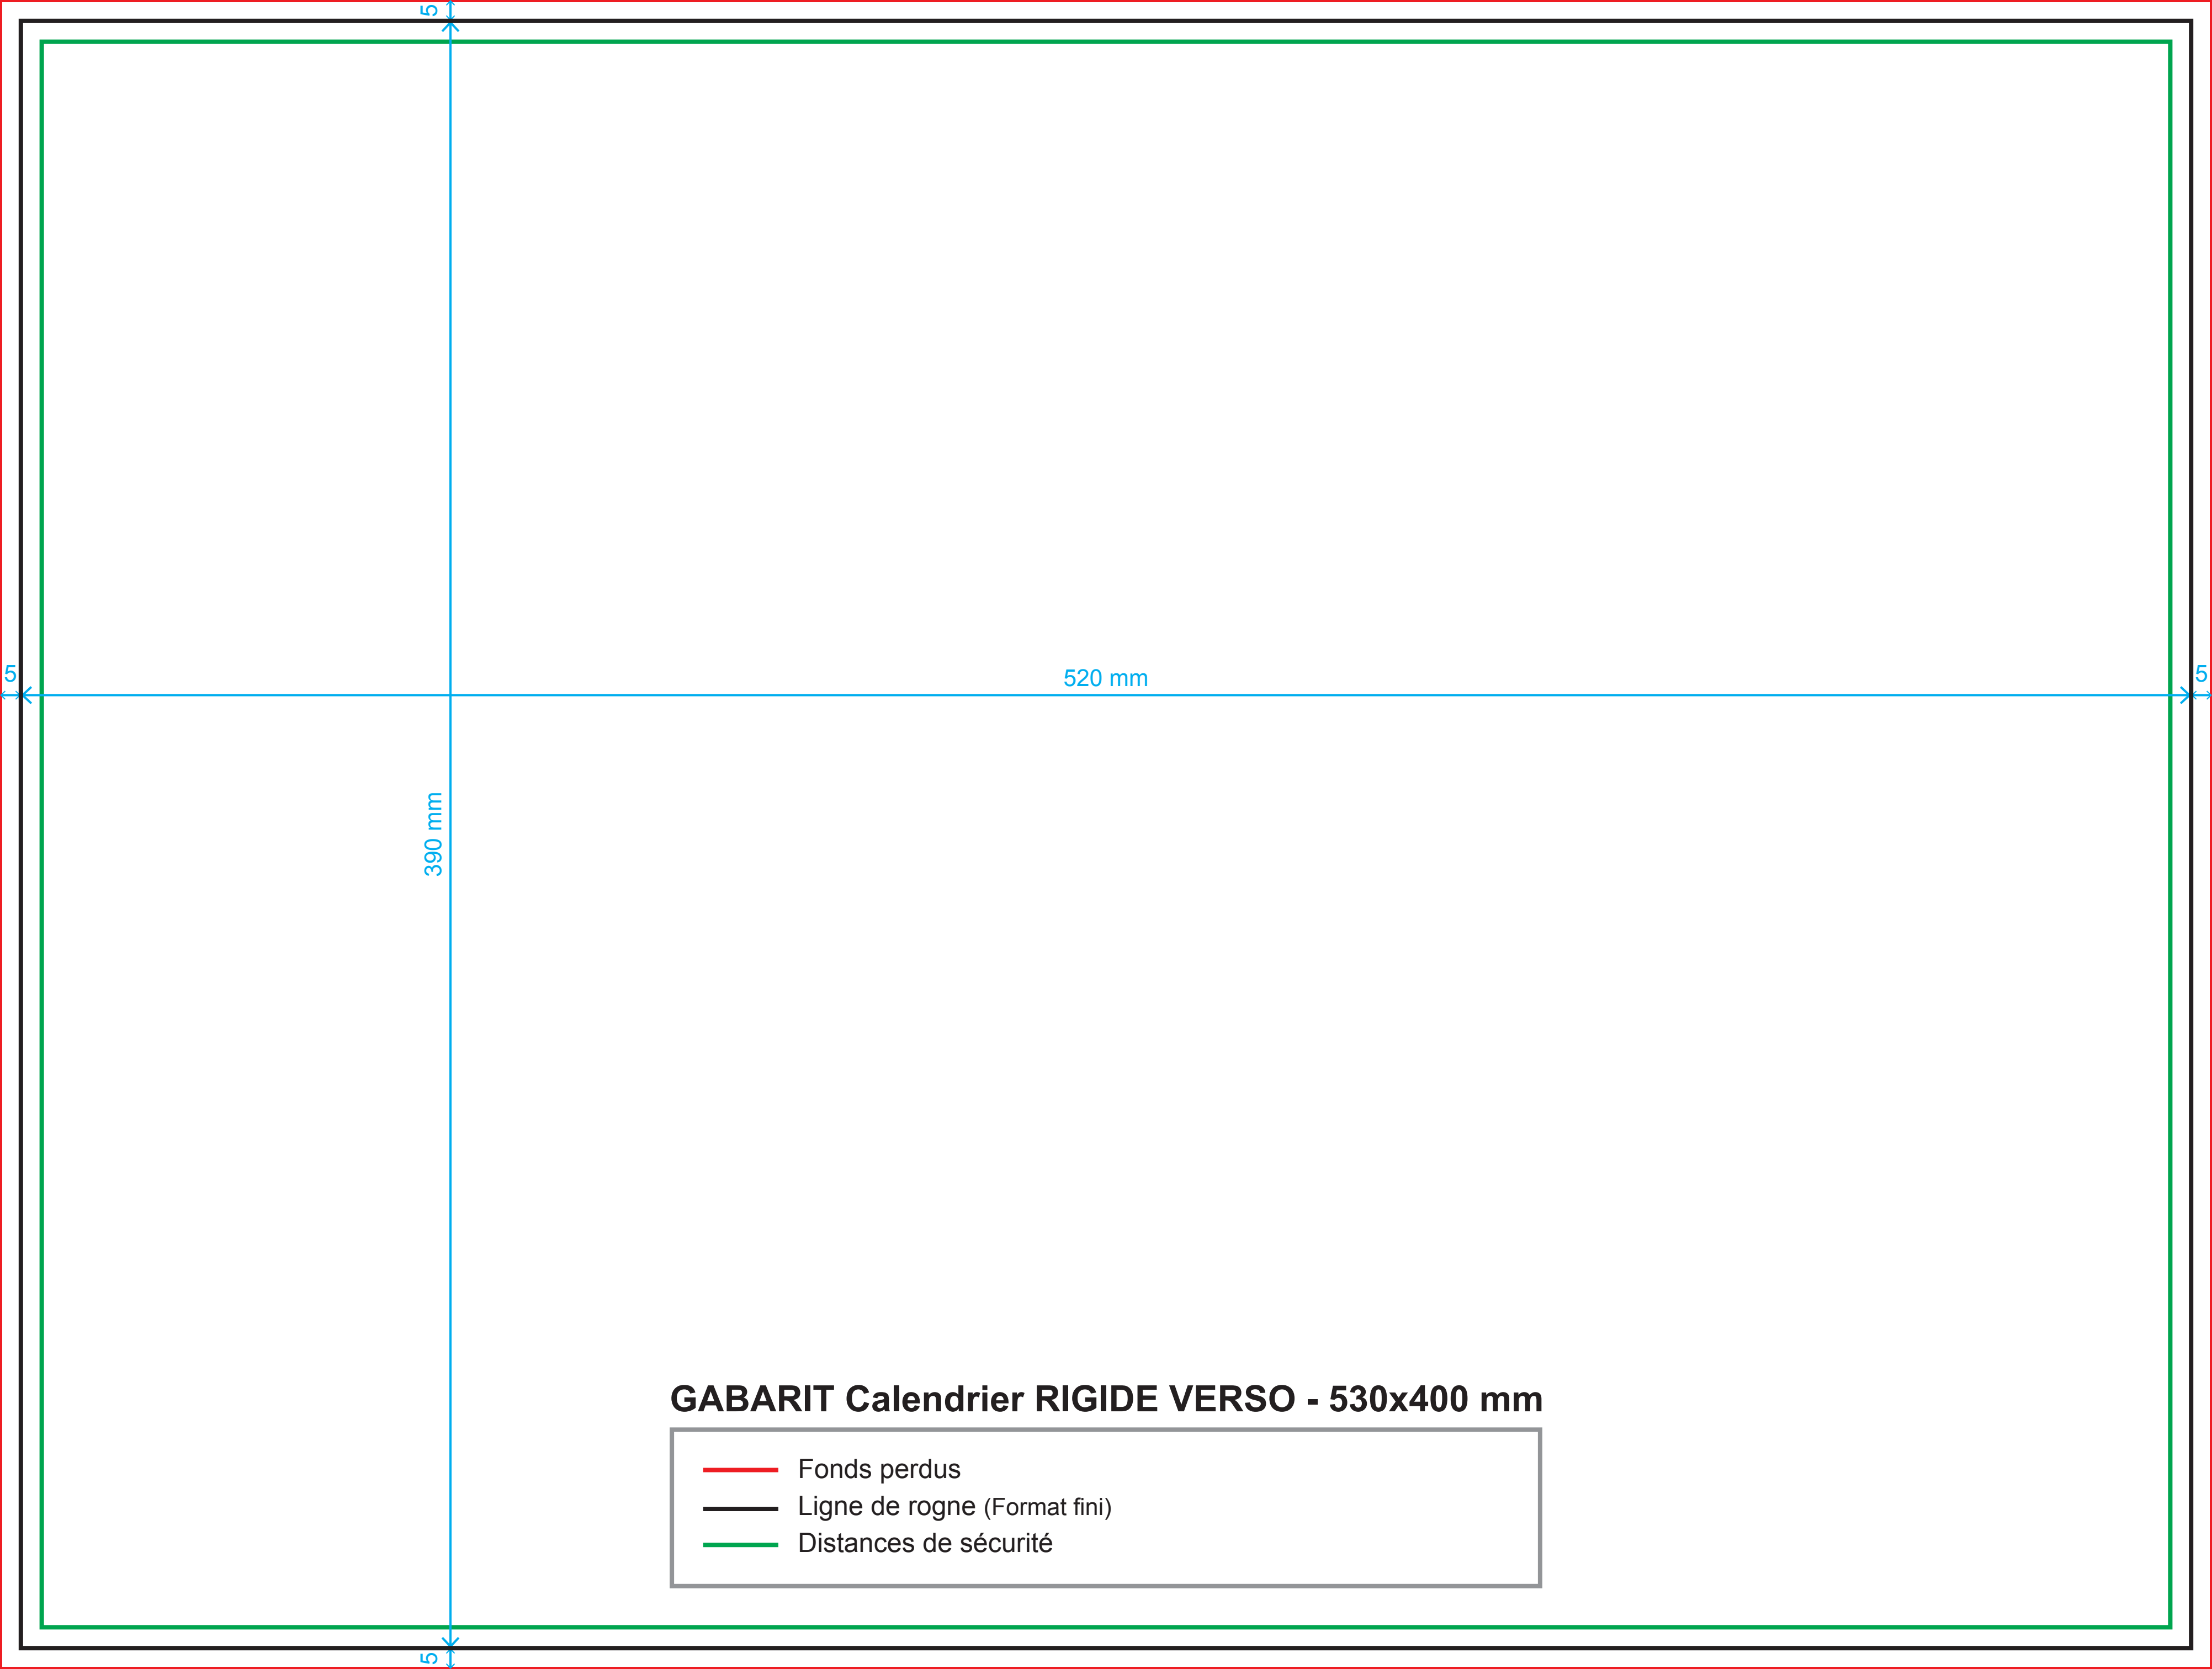 5
5
520 mm
5
390 mm
GABARIT Calendrier RIGIDE VERSO - 530x400 mm
Fonds perdus
Ligne de rogne (Format fini)
Distances de sécurité
5